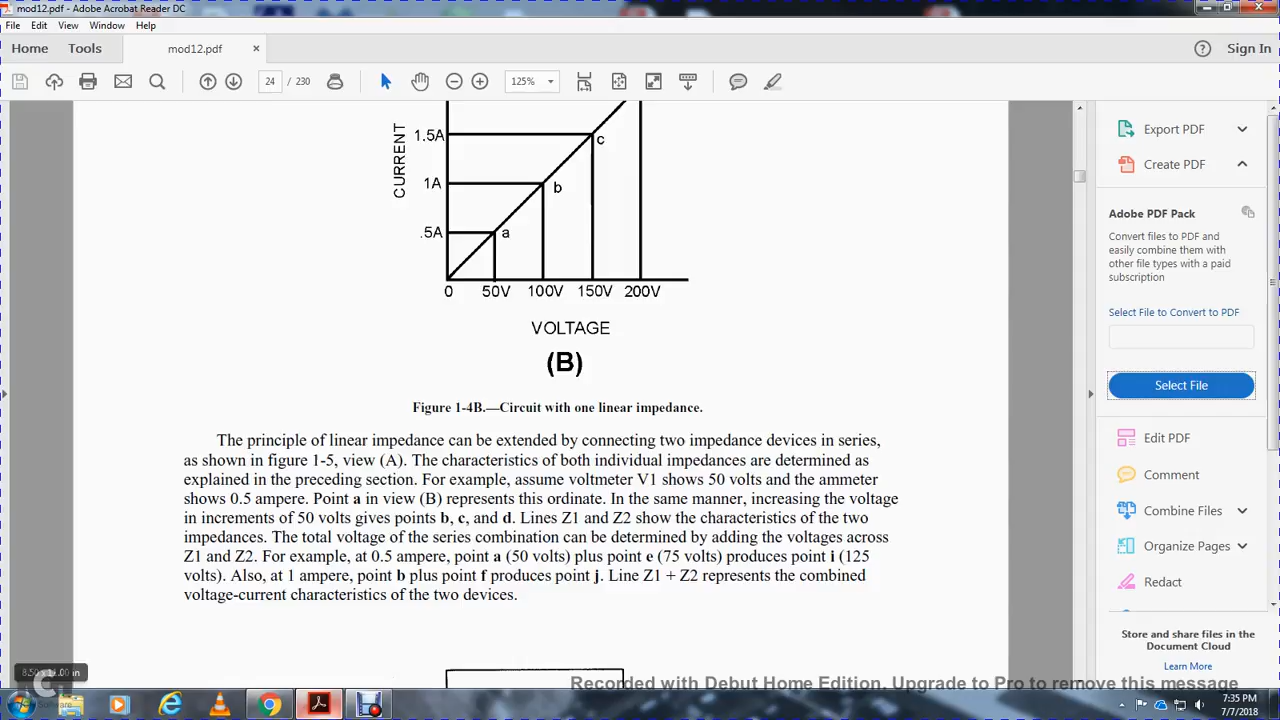 mod12.pdf - Adobe Acrobat Reader DC
File Edit View Window Help
Home Tools mod12.pdf × Sign In
24 / 230 125%
CURRENT
1.5A c
1A b
.5A a
0 50V 100V 150V 200V
VOLTAGE
(B)
Figure 1-4B.—Circuit with one linear impedance.
The principle of linear impedance can be extended by connecting two impedance devices in series,
as shown in figure 1-5, view (A). The characteristics of both individual impedances are determined as
explained in the preceding section. For example, assume voltmeter V1 shows 50 volts and the ammeter
shows 0.5 ampere. Point a in view (B) represents this ordinate. In the same manner, increasing the voltage
in increments of 50 volts gives points b, c, and d. Lines Z1 and Z2 show the characteristics of the two
impedances. The total voltage of the series combination can be determined by adding the voltages across
Z1 and Z2. For example, at 0.5 ampere, point a (50 volts) plus point e (75 volts) produces point i (125
volts). Also, at 1 ampere, point b plus point f produces point j. Line Z1 + Z2 represents the combined
voltage-current characteristics of the two devices.
Export PDF
Create PDF
Adobe PDF Pack
Convert files to PDF and
easily combine them with
other file types with a paid
subscription
Select File to Convert to PDF
Select File
Edit PDF
Comment
Combine Files
Organize Pages
Redact
Store and share files in the
Document Cloud
Learn More
8.50 x 11.00 in
Recorded with Debut Home Edition. Upgrade to Pro to remove this message
7:35 PM
7/7/2018